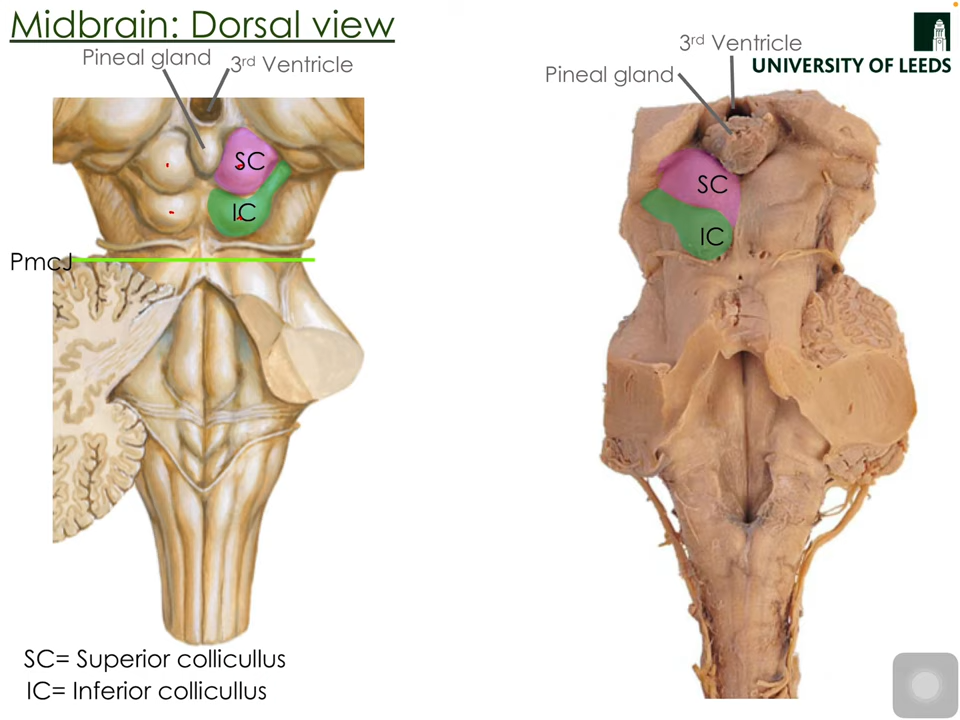 Midbrain: Dorsal view
Pineal gland
3rd Ventricle
SC
IC
PmcJ
SC= Superior collicullus
IC= Inferior collicullus
3rd Ventricle
Pineal gland
UNIVERSITY OF LEEDS
SC
IC